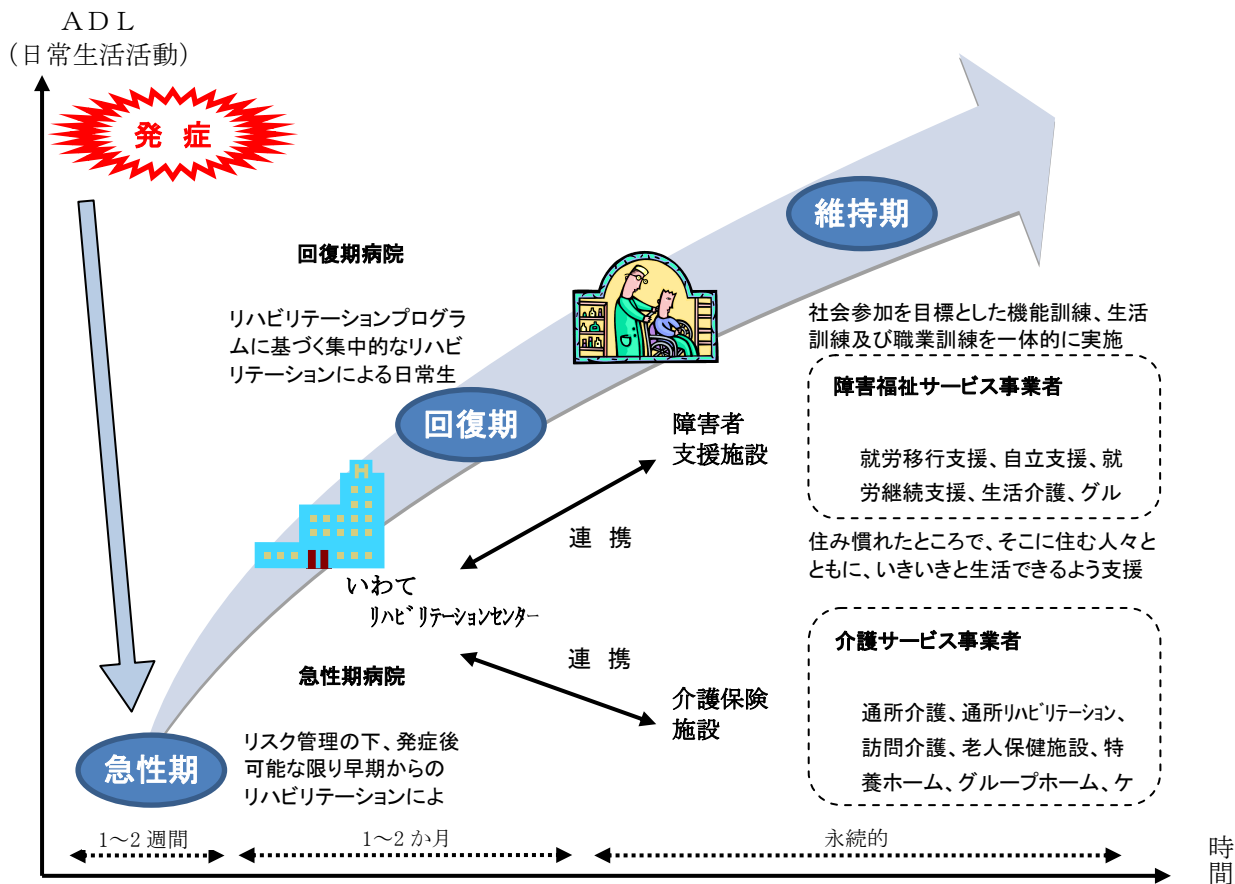 ADL
(日常生活活動)
発 症
回復期病院
リハビリテーションプログラ
ムに基づく集中的なリハビ
リテーションによる日常生
維持期
回復期
社会参加を目標とした機能訓練、生活
訓練及び職業訓練を一体的に実施
障害福祉サービス事業者
就労移行支援、自立支援、就
労継続支援、生活介護、グル
障害者
支援施設
連 携
H
いわて
リハビリテーションセンター
住み慣れたところで、そこに住む人々と
ともに、いきいきと生活できるよう支援
介護サービス事業者
通所介護、通所リハビリテーション、
訪問介護、老人保健施設、特
養ホーム、グループホーム、ケ
連 携
介護保険
施設
急性期病院
リスク管理の下、発症後
可能な限り早期からの
リハビリテーションによ
急性期
1～2 週間
1～2 か月
永続的
時
間